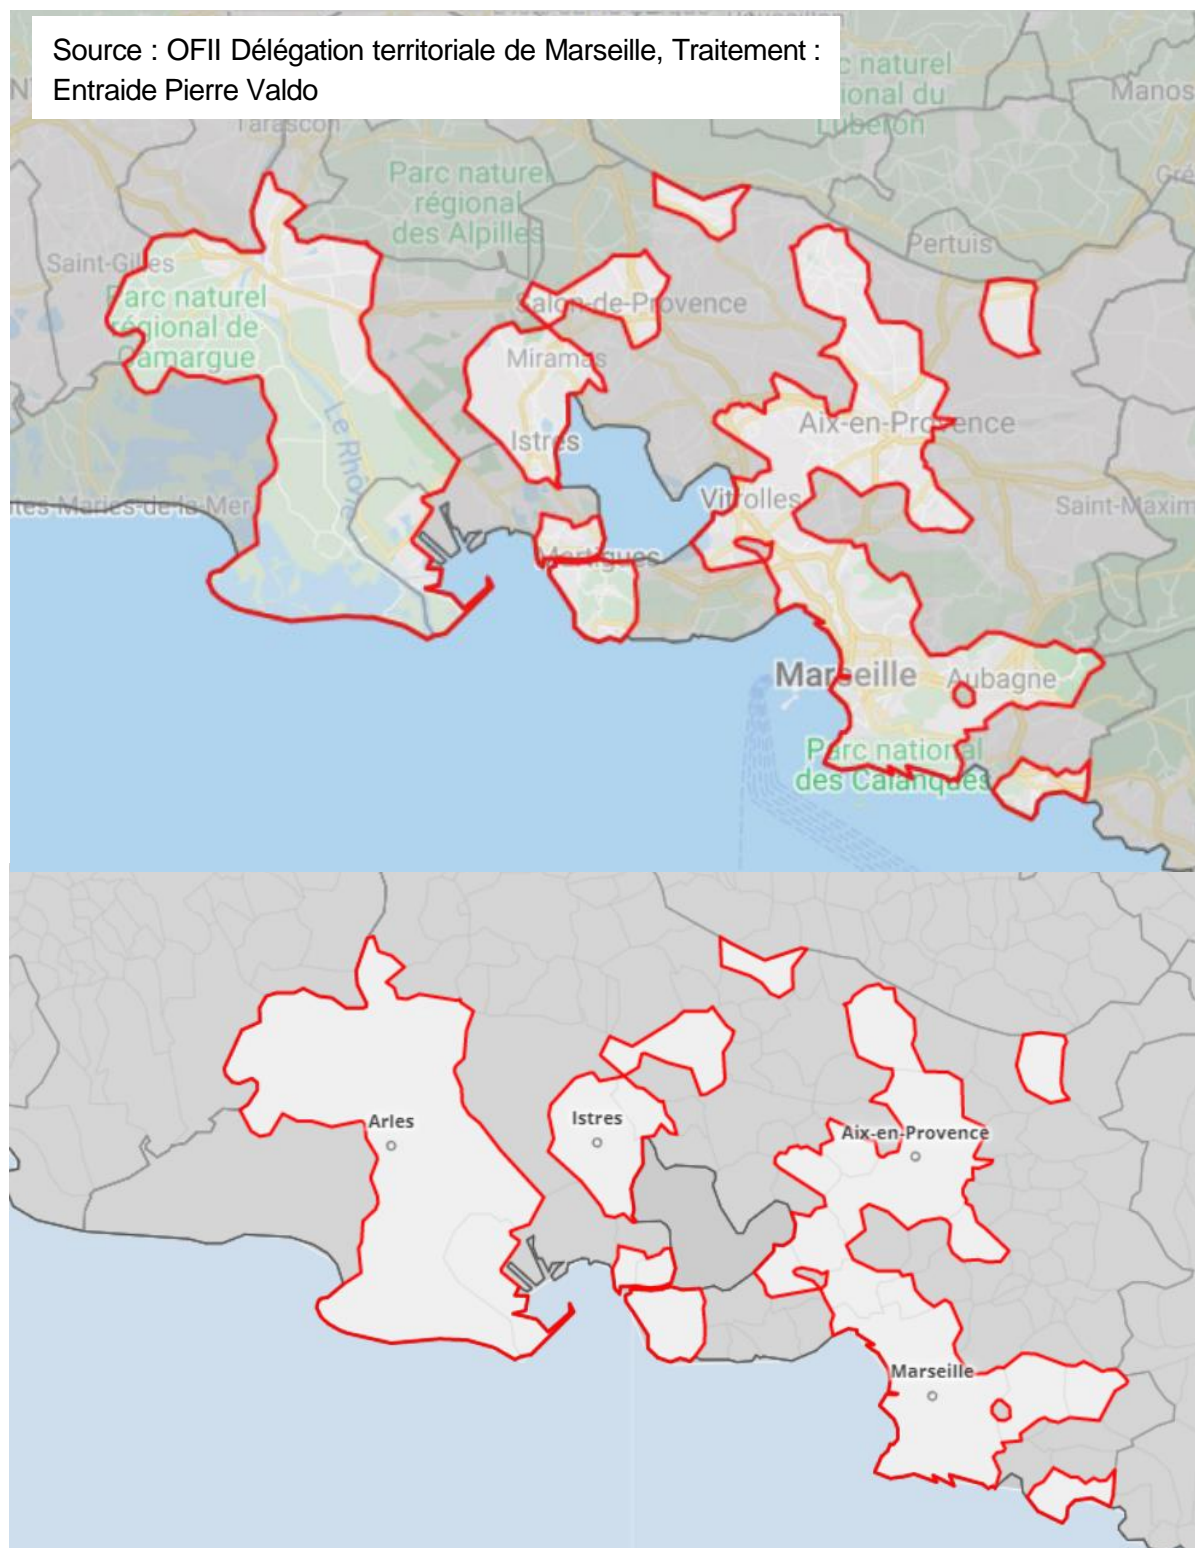 Source : OFII Délégation territoriale de Marseille, Traitement :
Entraide Pierre Valdo
Tarascon
Manos
Parc naturel
régional
des Alpilles
c naturel
ional du
Luberon
Gré
Saint-Gilles
Pertuis
Parc naturel
régional de
Camargue
Salon-de-Provence
Miramas
Istres
Aix-en-Provence
Le Rhône
tes-Maries-de-la-Mer
Vitrolles
Saint-Maxim
Martigues
Marseille
Aubagne
Parc national
des Calanques
Arles
Istres
Aix-en-Provence
Marseille